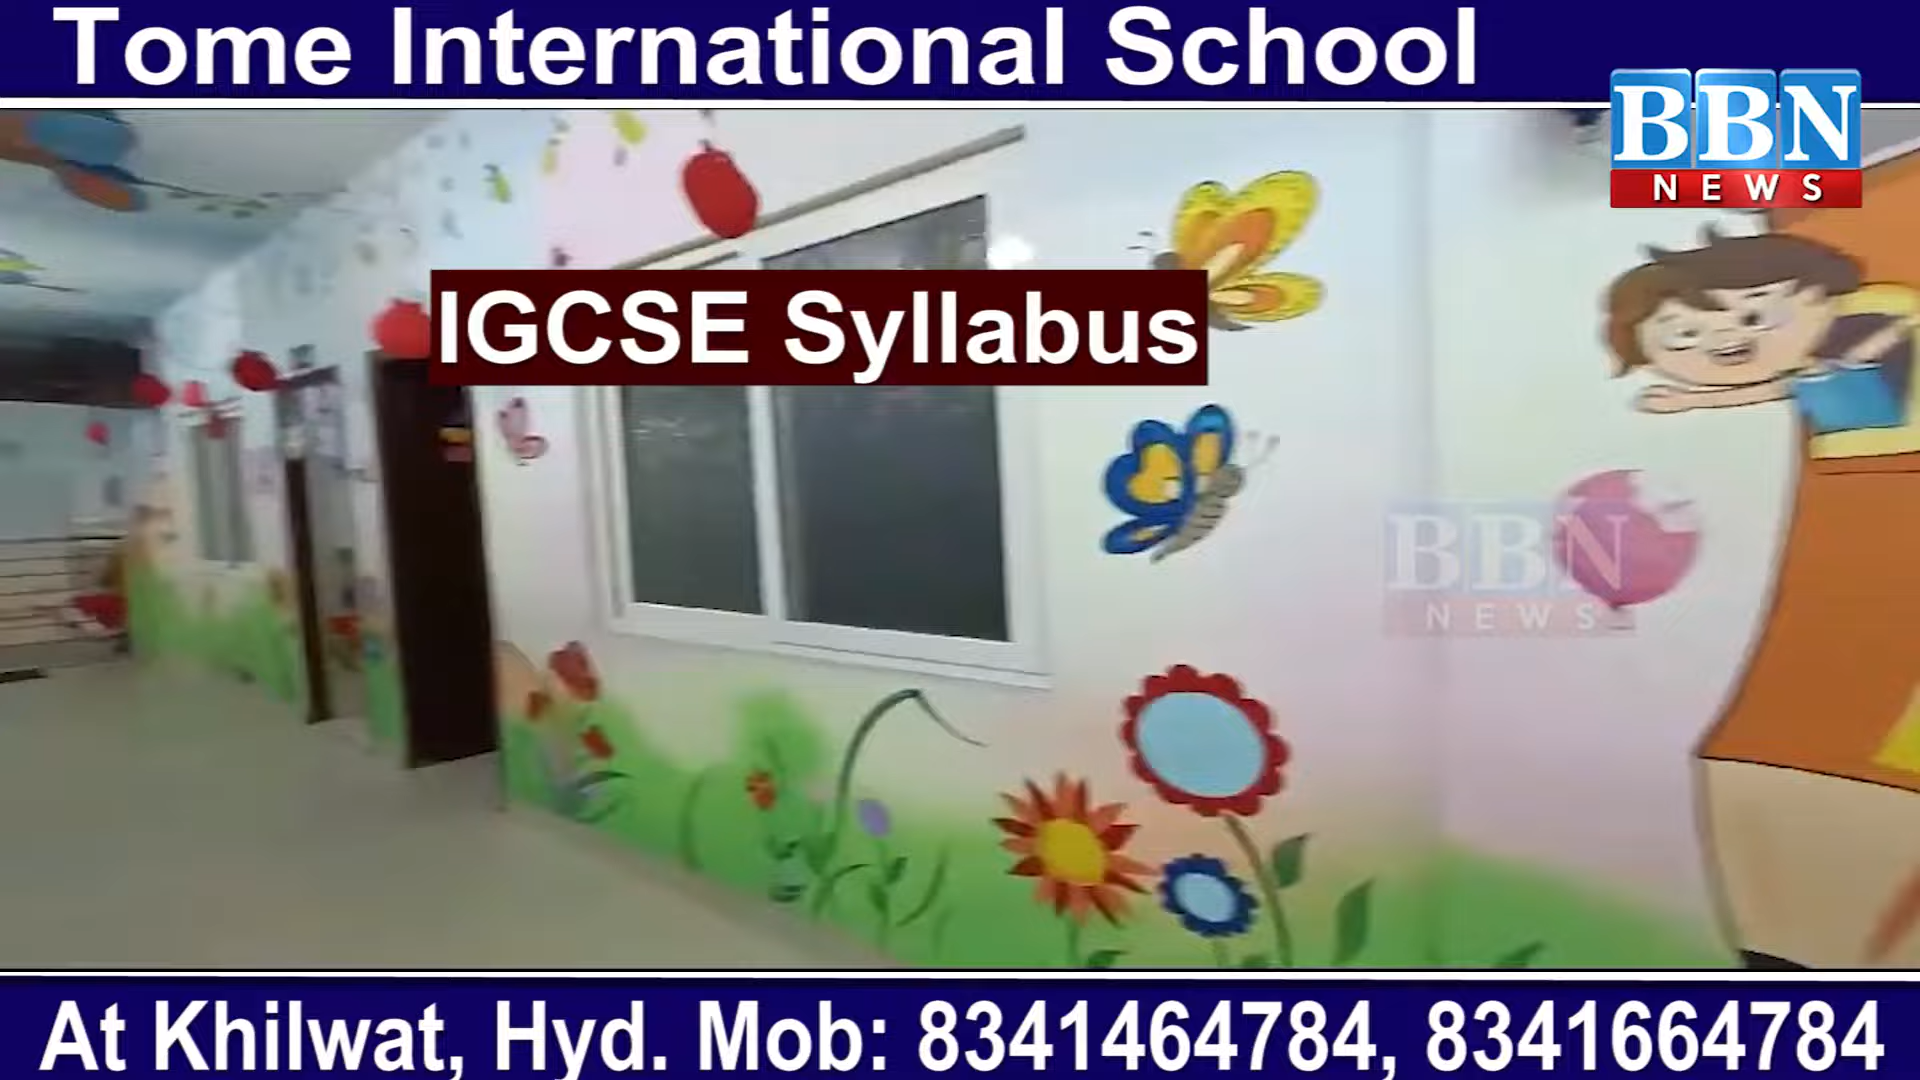 Tome International School
BBN
NEWS
IGCSE Syllabus
BBN
NEWS
At Khilwat, Hyd. Mob: 8341464784, 8341664784